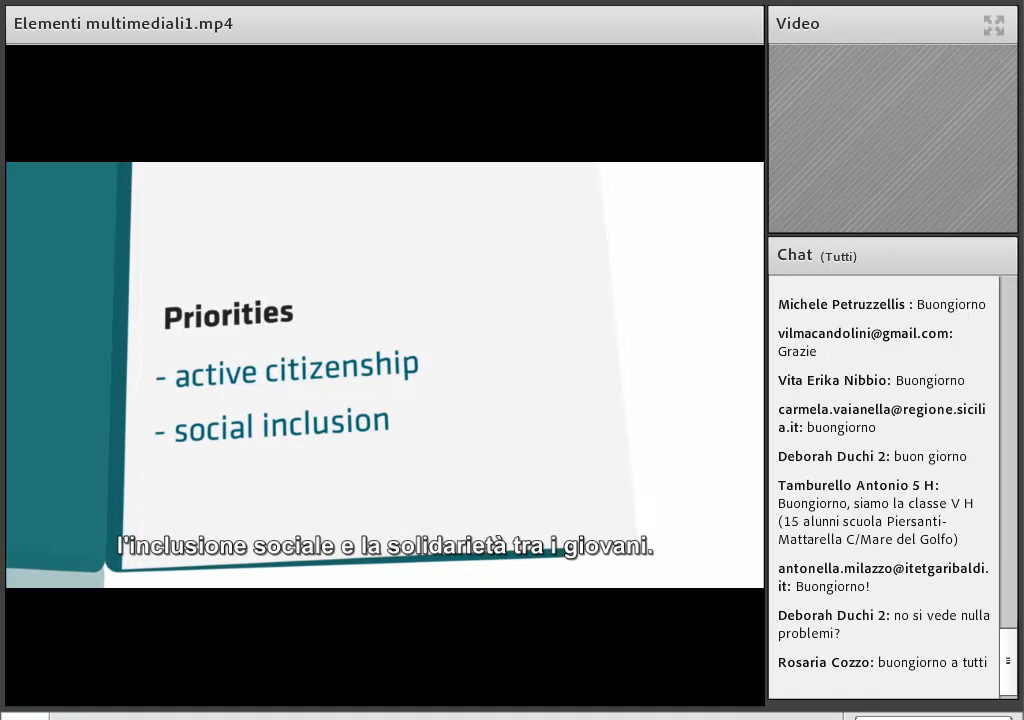 Elementi multimediali1.mp4
Priorities
- active citizenship
- social inclusion
l'inclusione sociale e la solidarietà tra i giovani.
Video
Chat (Tutti)
Michele Petruzzellis : Buongiorno
vilmacandolini@gmail.com:
Grazie
Vita Erika Nibbio: Buongiorno
carmela.vaianella@regione.sicili
a.it: buongiorno
Deborah Duchi 2: buon giorno
Tamburello Antonio 5 H:
Buongiorno, siamo la classe V H
(15 alunni scuola Piersanti-
Mattarella C/Mare del Golfo)
antonella.milazzo@itetgaribaldi.
it: Buongiorno!
Deborah Duchi 2: no si vede nulla
problemi?
Rosaria Cozzo: buongiorno a tutti